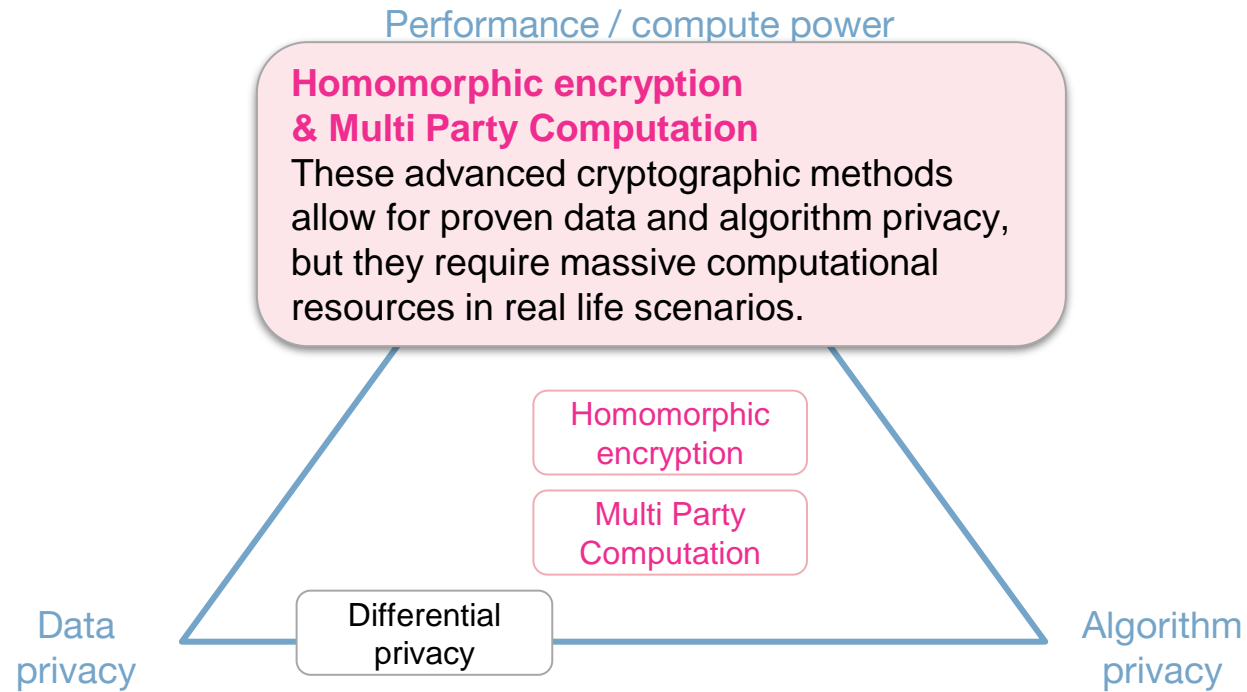 Performance / compute power
Homomorphic encryption
& Multi Party Computation
These advanced cryptographic methods
allow for proven data and algorithm privacy,
but they require massive computational
resources in real life scenarios.
Homomorphic
encryption
Multi Party
Computation
Differential
privacy
Data
privacy
Algorithm
privacy